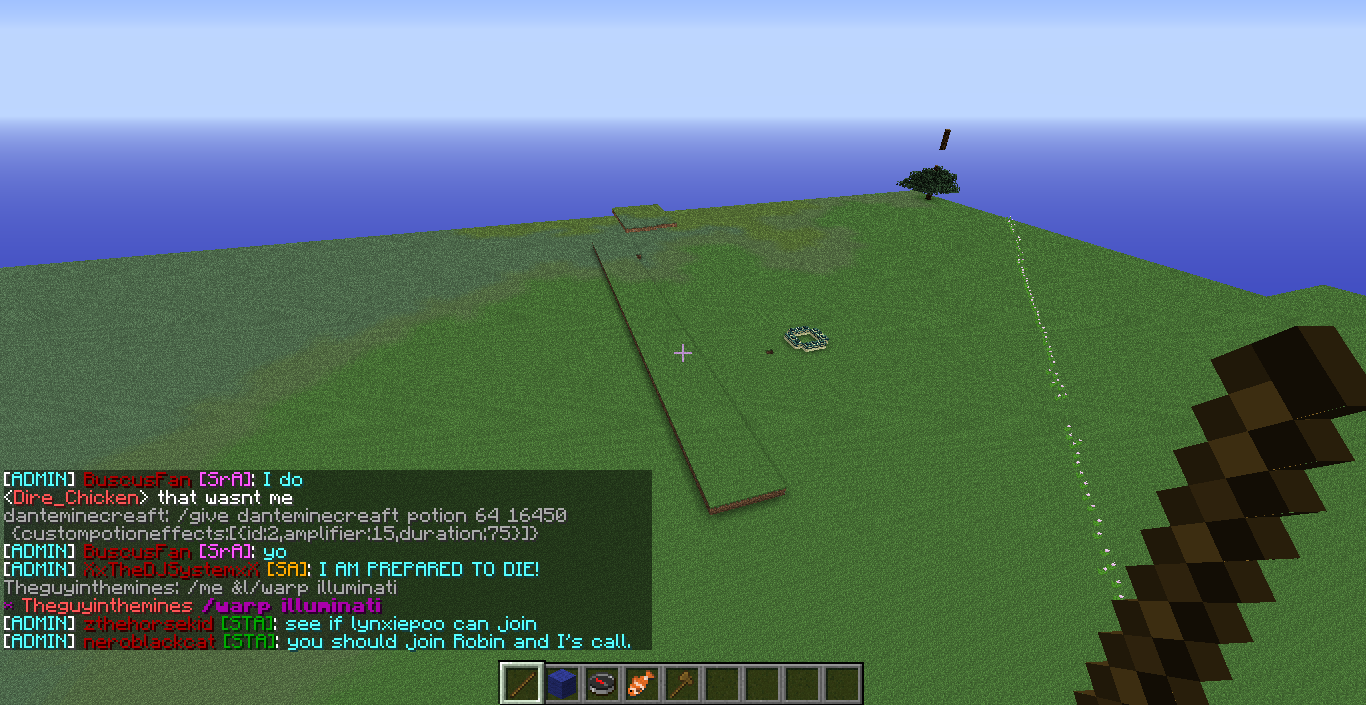 [ADMIN] BuscusFan [SrA]: I do
<Dire_Chicken> that wasnt me
danteminecreaft: /give danteminecreaft potion 64 16450
{custompotioneffects:[{id:2,amplifier:15,duration:75}]}
[ADMIN] BuscusFan [SrA]: yo
[ADMIN] XxTheDJSystemxX [SA]: I AM PREPARED TO DIE!
Theguyinthemines: /me &l/warp illuminati
* Theguyinthemines /warp illuminati
[ADMIN] zthehorsekid [STA]: see if lynxiepoo can join
[ADMIN] neroblackcat [STA]: you should join Robin and I's call.